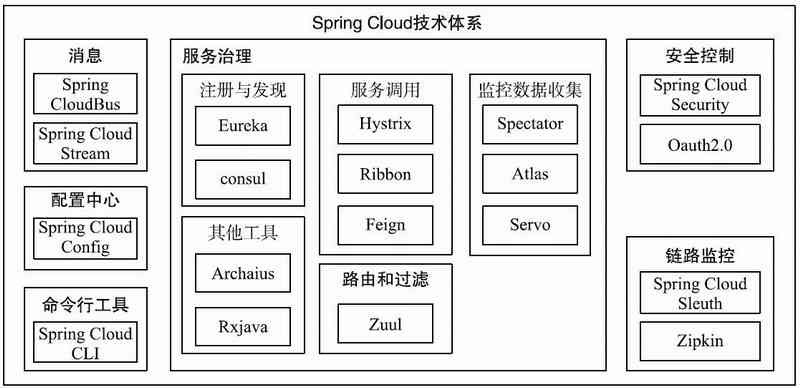 Spring Cloud技术体系
消息
Spring
CloudBus
Spring Cloud
Stream
配置中心
Spring Cloud
Config
命令行工具
Spring Cloud
CLI
服务治理
注册与发现
Eureka
consul
其他工具
Archaius
Rxjava
服务调用
Hystrix
Ribbon
Feign
路由和过滤
Zuul
监控数据收集
Spectator
Atlas
Servo
安全控制
Spring Cloud
Security
Oauth2.0
链路监控
Spring Cloud
Sleuth
Zipkin